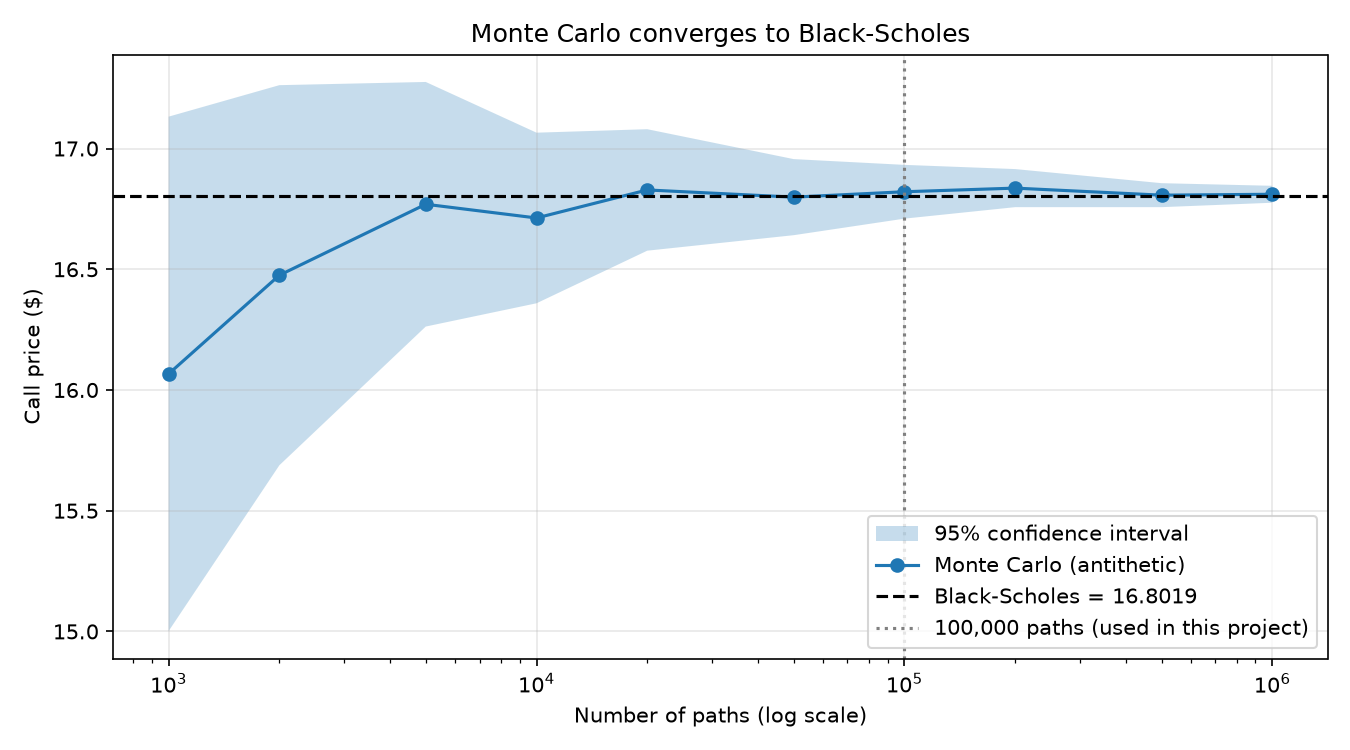 Monte Carlo converges to Black-Scholes
Call price ($)
17.0
16.5
16.0
15.5
15.0
95% confidence interval
Monte Carlo (antithetic)
Black-Scholes = 16.8019
100,000 paths (used in this project)
10³
10⁴
10⁵
10⁶
Number of paths (log scale)